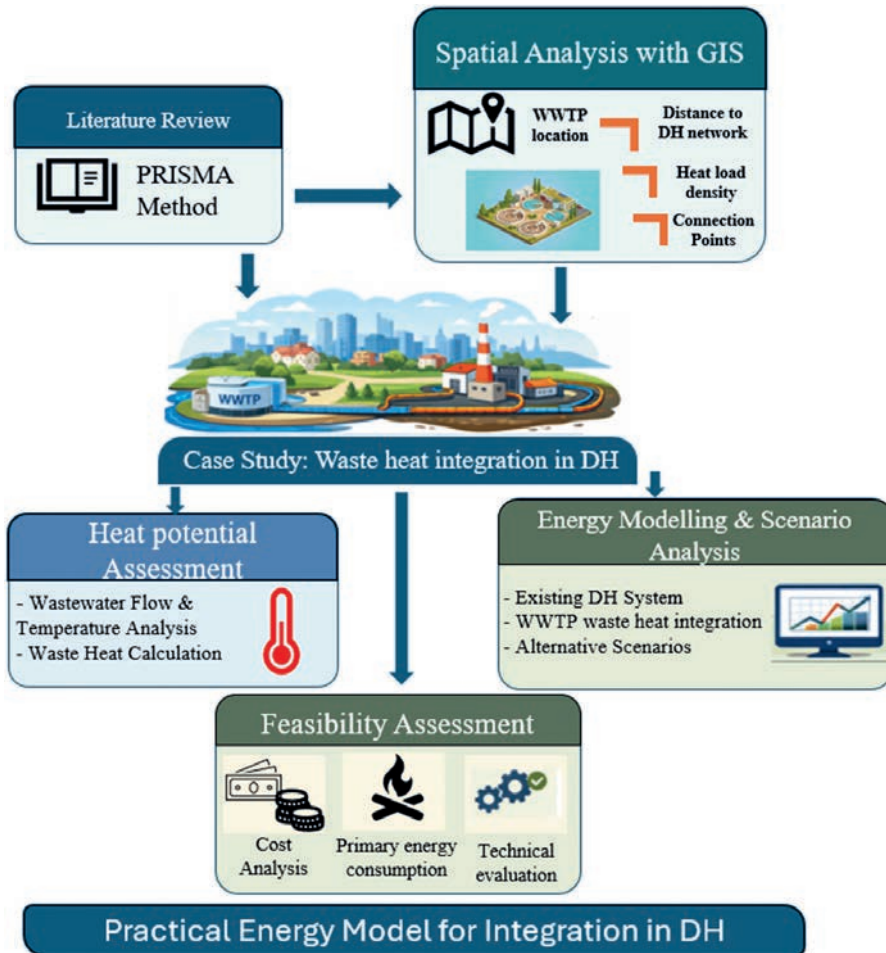 Spatial Analysis with GIS
Literature Review
PRISMA
Method
WWTP
location
Distance to
DH network
Heat load
density
Connection
Points
WWTP
Case Study: Waste heat integration in DH
Heat potential
Assessment
- Wastewater Flow &
Temperature Analysis
- Waste Heat Calculation
Energy Modelling & Scenario
Analysis
- Existing DH System
- WWTP waste heat integration
- Alternative Scenarios
Feasibility Assessment
Cost
Analysis
Primary energy
consumption
Technical
evaluation
Practical Energy Model for Integration in DH